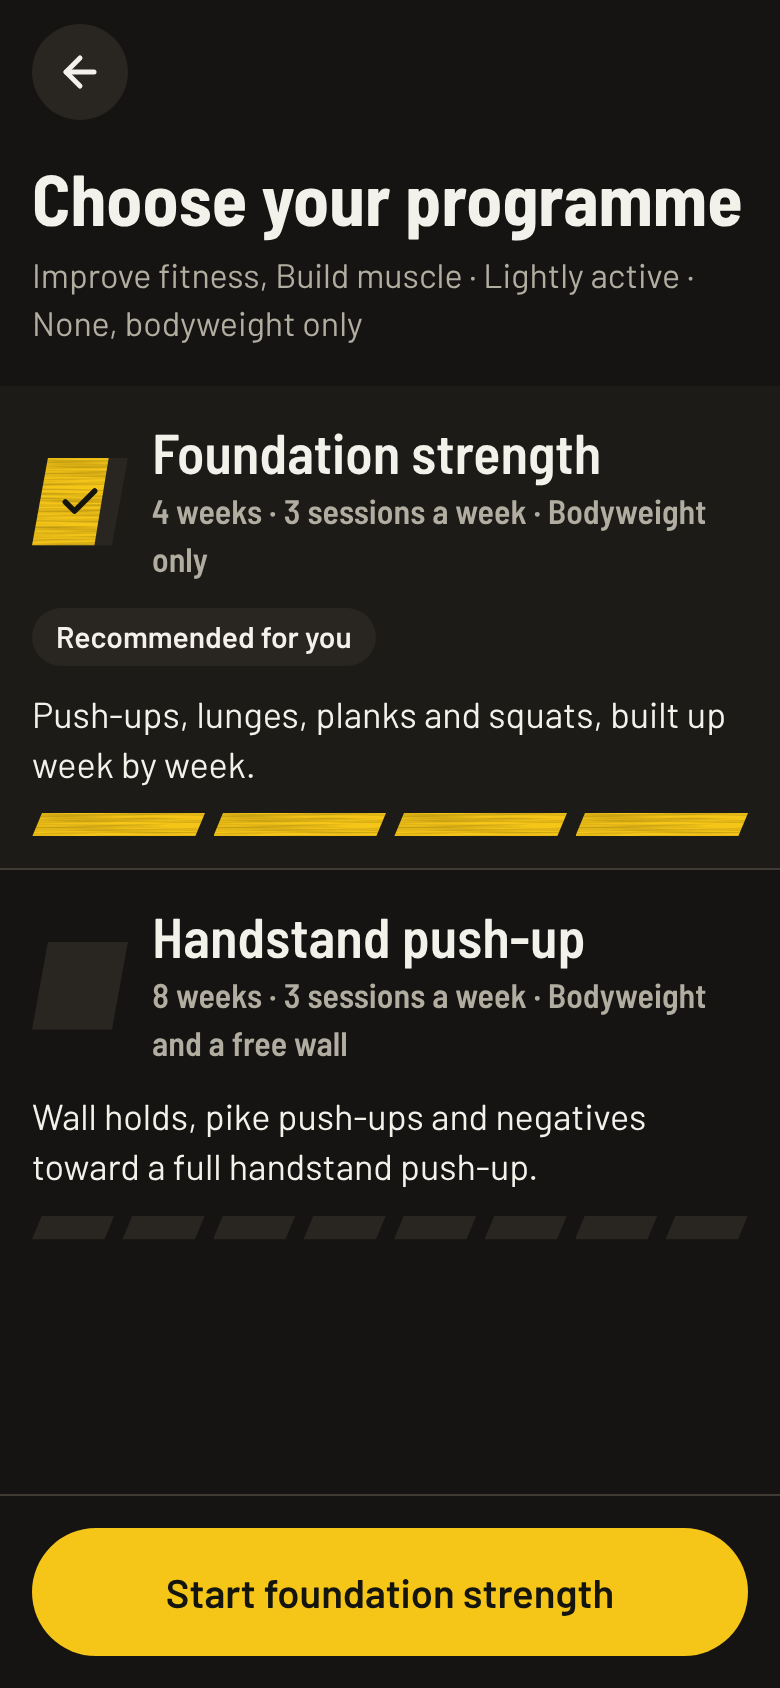 Choose your programme
Improve fitness, Build muscle · Lightly active ·
None, bodyweight only
Foundation strength
4 weeks · 3 sessions a week · Bodyweight
only
Recommended for you
Push-ups, lunges, planks and squats, built up
week by week.
Handstand push-up
8 weeks · 3 sessions a week · Bodyweight
and a free wall
Wall holds, pike push-ups and negatives
toward a full handstand push-up.
Start foundation strength